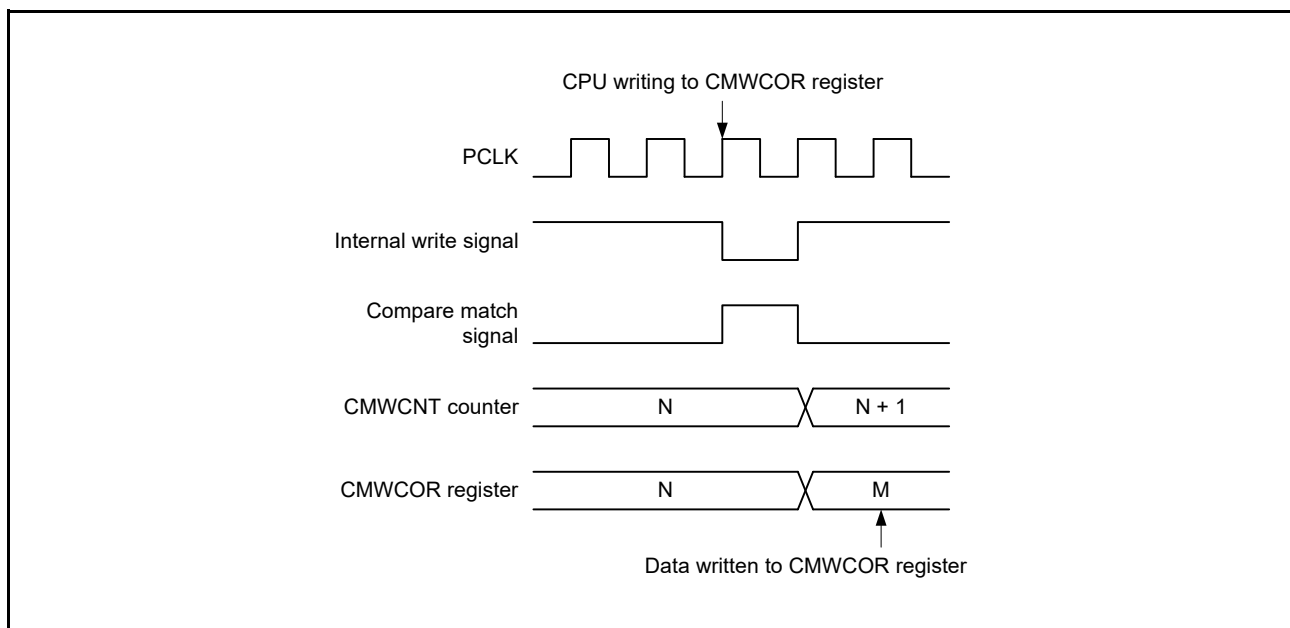 CPU writing to CMWCOR register
PCLK
Internal write signal
Compare match
signal
CMWCNT counter
N
N + 1
CMWCOR register
N
M
Data written to CMWCOR register